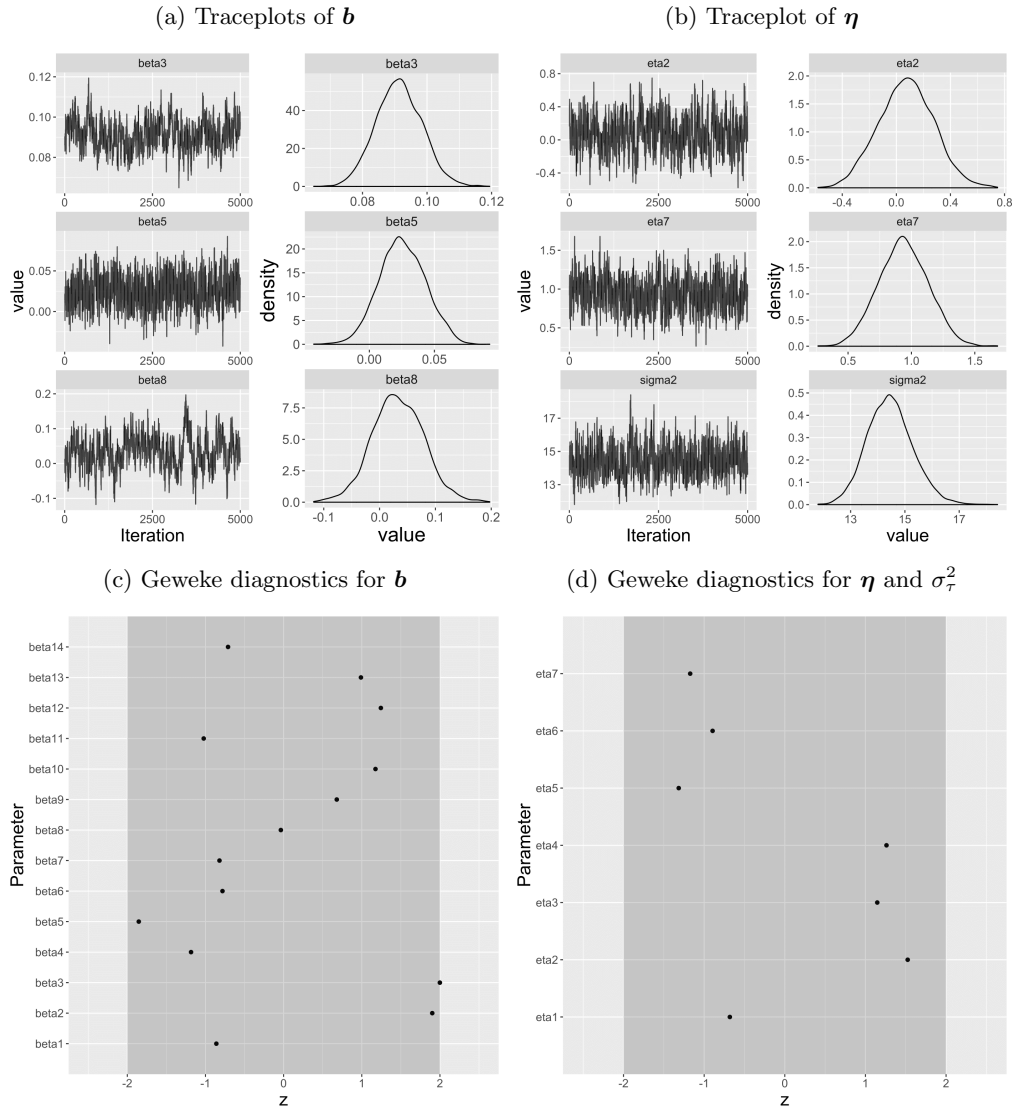 (a) Traceplots of b
(b) Traceplot of η
beta3
beta3
0.12
0.10
0.08
0 2500 5000
40
20
0
0.08 0.10 0.12
beta5
beta5
0.05
0.00
0 2500 5000
20
15
10
5
0
0.00 0.05
beta8
beta8
0.2
0.1
0.0
-0.1
0 2500 5000
7.5
5.0
2.5
0.0
-0.1 0.0 0.1 0.2
value
density
Iteration
value
eta2
eta2
0.8
0.4
0.0
-0.4
0 2500 5000
2.0
1.5
1.0
0.5
0.0
-0.4 0.0 0.4 0.8
eta7
eta7
1.5
1.0
0.5
0 2500 5000
2.0
1.5
1.0
0.5
0.0
0.5 1.0 1.5
sigma2
sigma2
17
15
13
0 2500 5000
0.5
0.4
0.3
0.2
0.1
0.0
13 15 17
value
density
Iteration
value
(c) Geweke diagnostics for b
(d) Geweke diagnostics for η and σ²τ
Parameter
beta14
beta13
beta12
beta11
beta10
beta9
beta8
beta7
beta6
beta5
beta4
beta3
beta2
beta1
-2 -1 0 1 2
z
Parameter
eta7
eta6
eta5
eta4
eta3
eta2
eta1
-2 -1 0 1 2
z